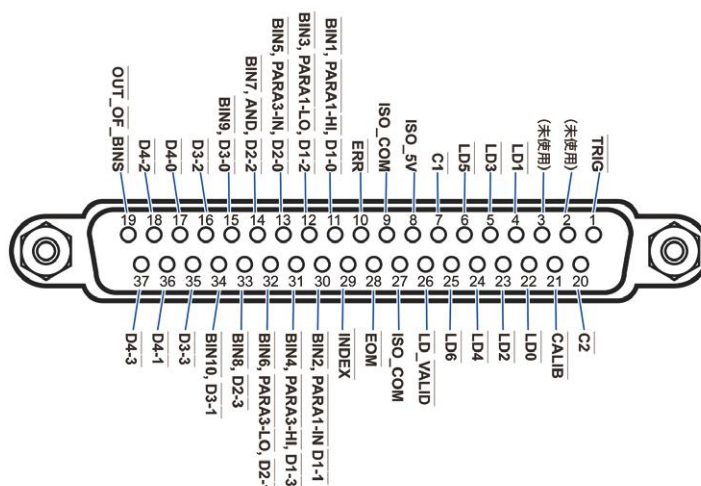 OUT_OF_BINS
D4-2
D4-0
D3-2
BIN9, D3-0
BIN7, AND, D2-2
BIN5, PARA3-IN, D2-0
BIN3, PARA1-LO, D1-2
BIN1, PARA1-HI, D1-0
ERR
ISO_COM
ISO_5V
C1
LD5
LD3
LD1
(未使用)
(未使用)
TRIG
19 18 17 16 15 14 13 12 11 10 9 8 7 6 5 4 3 2 1
37 36 35 34 33 32 31 30 29 28 27 26 25 24 23 22 21 20
D4-3
D4-1
D3-3
BIN10, D3-1
BIN8, D2-3
BIN6, PARA3-LO, D2-
BIN4, PARA3-HI, D1-3
BIN2, PARA1-IN D1-1
INDEX
EOM
ISO_COM
LD_VALID
LD6
LD4
LD2
LD0
CALIB
C2